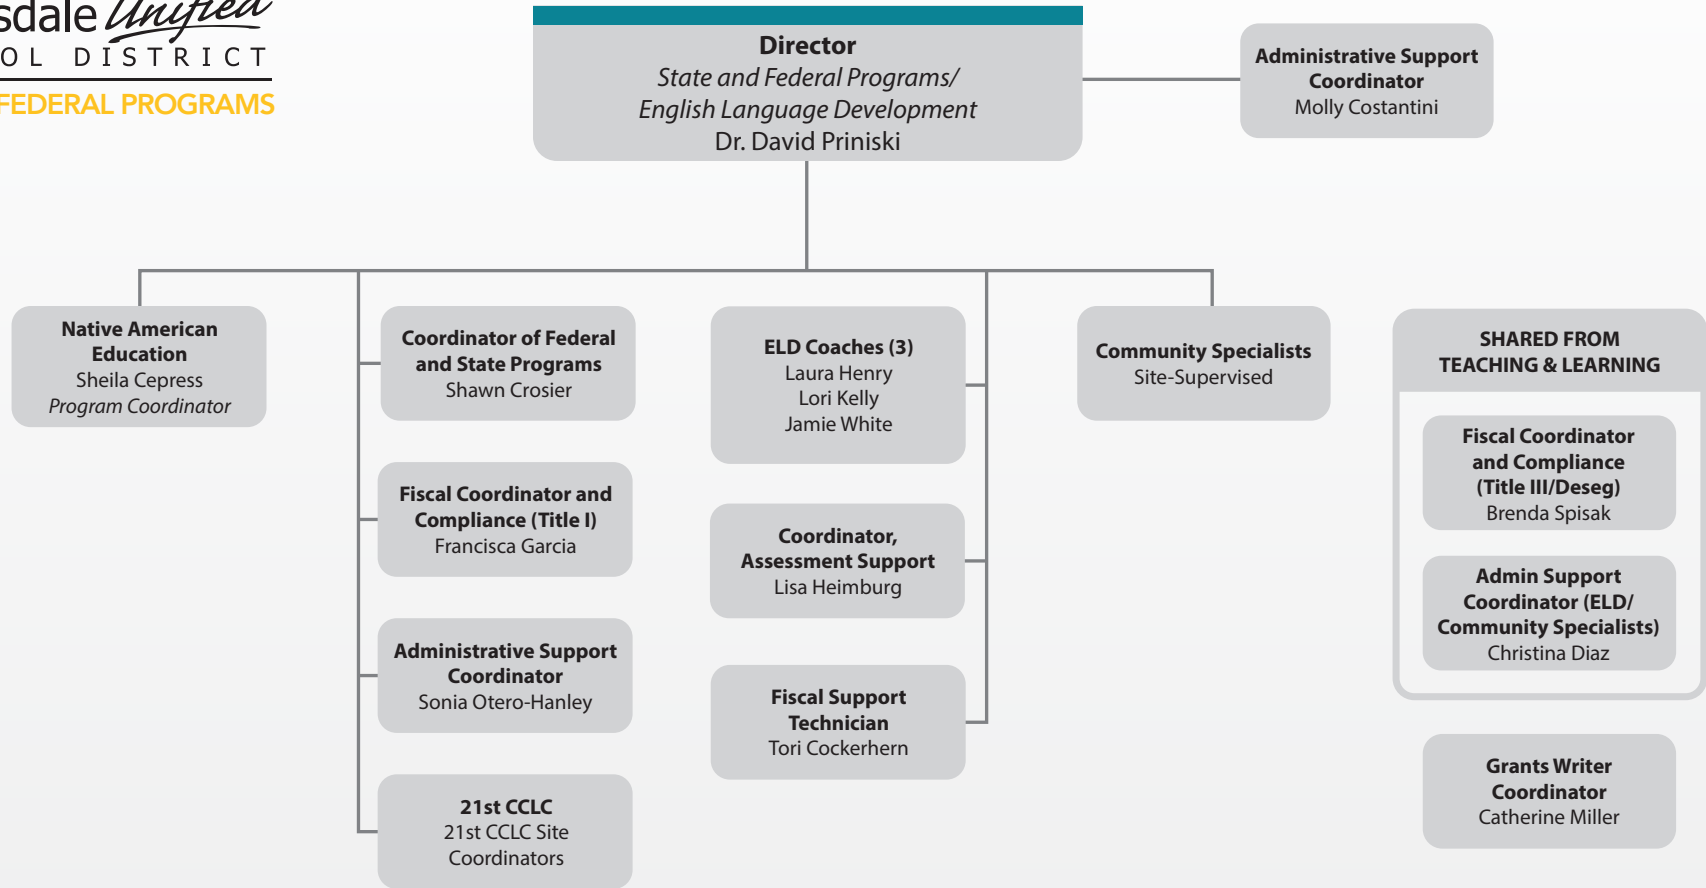 Unified
OL DISTRICT
FEDERAL PROGRAMS
Director
State and Federal Programs/
English Language Development
Dr. David Priniski
Administrative Support
Coordinator
Molly Costantini
Native American
Education
Sheila Cepress
Program Coordinator
Coordinator of Federal
and State Programs
Shawn Crosier
Fiscal Coordinator and
Compliance (Title I)
Francisca Garcia
Administrative Support
Coordinator
Sonia Otero-Hanley
21st CCLC
21st CCLC Site
Coordinators
ELD Coaches (3)
Laura Henry
Lori Kelly
Jamie White
Coordinator,
Assessment Support
Lisa Heimburg
Fiscal Support
Technician
Tori Cockerhern
Community Specialists
Site-Supervised
SHARED FROM
TEACHING & LEARNING
Fiscal Coordinator
and Compliance
(Title III/Deseg)
Brenda Spisak
Admin Support
Coordinator (ELD/
Community Specialists)
Christina Diaz
Grants Writer
Coordinator
Catherine Miller